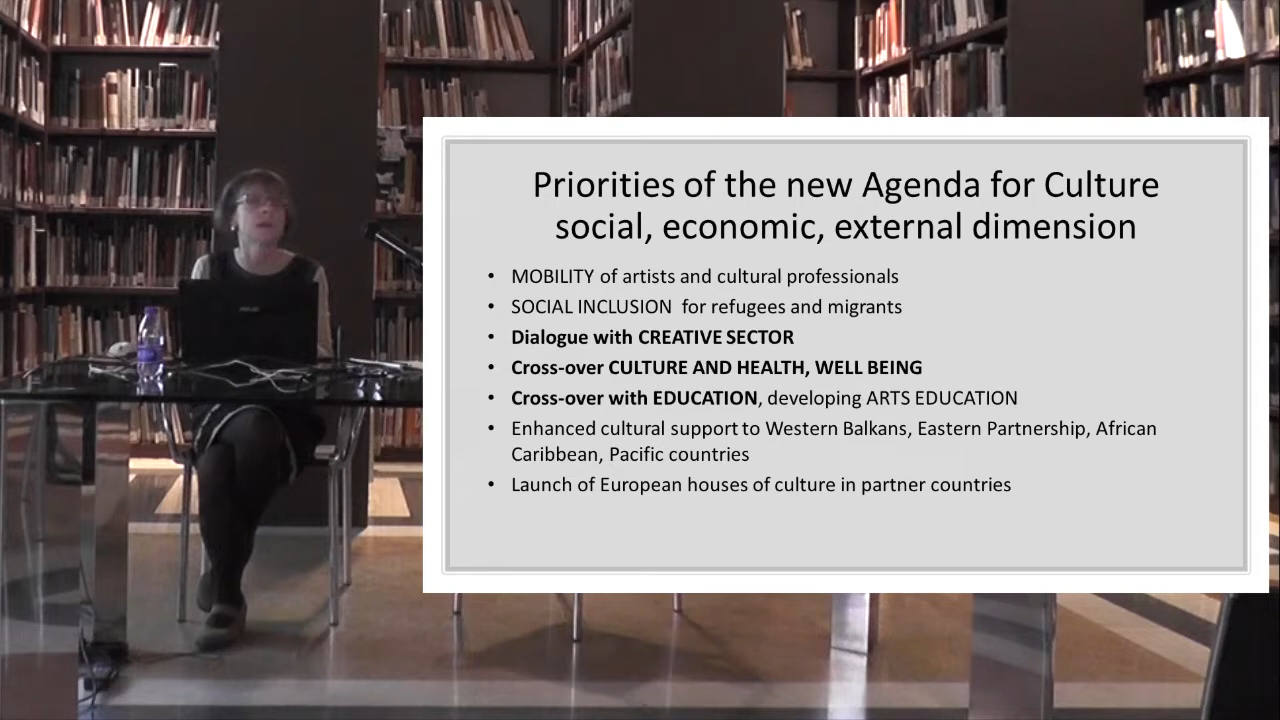 Priorities of the new Agenda for Culture
social, economic, external dimension
• MOBILITY of artists and cultural professionals
• SOCIAL INCLUSION for refugees and migrants
• Dialogue with CREATIVE SECTOR
• Cross-over CULTURE AND HEALTH, WELL BEING
• Cross-over with EDUCATION, developing ARTS EDUCATION
• Enhanced cultural support to Western Balkans, Eastern Partnership, African
Caribbean, Pacific countries
• Launch of European houses of culture in partner countries